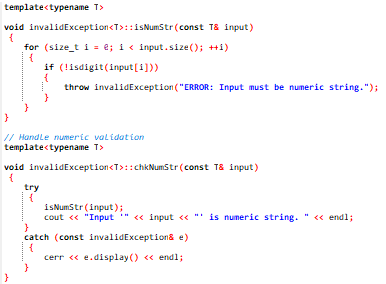 template<typename T>
void invalidException<T>::isNumStr(const T& input)
{
for (size_t i = 0; i < input.size(); ++i)
{
if (!isdigit(input[i]))
{
throw invalidException("ERROR: Input must be numeric string.");
}
}
}
// Handle numeric validation
template<typename T>
void invalidException<T>::chkNumStr(const T& input)
{
try
{
isNumStr(input);
cout << "Input '" << input << "' is numeric string. " << endl;
}
catch (const invalidException& e)
{
cerr << e.display() << endl;
}
}